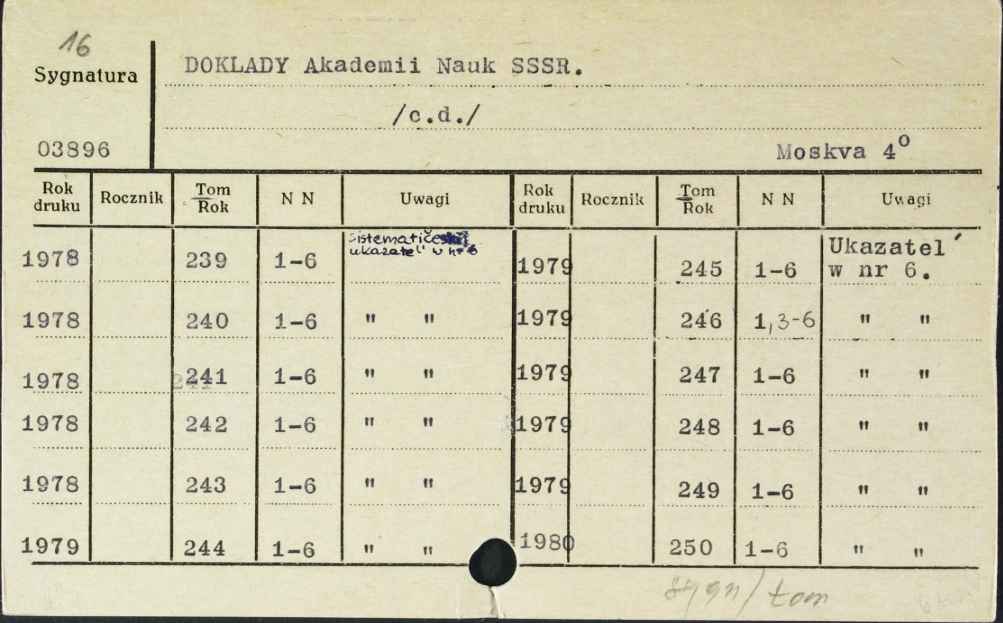 16
Sygnatura
DOKLADY Akademii Nauk SSSR.
/c.d./
03896
Moskva 4⁰
Rok druku Rocznik Tom Rok N N Uwagi Rok druku Rocznik Tom Rok N N Uwagi
1978 239 1-6 Sistematičeskij ukazatel' w nr 6 1979 245 1-6 Ukazatel' w nr 6.
1978 240 1-6 " " 1979 246 1,3-6 " "
1978 241 1-6 " " 1979 247 1-6 " "
1978 242 1-6 " " 1979 248 1-6 " "
1978 243 1-6 " " 1979 249 1-6 " "
1979 244 1-6 " " 1980 250 1-6 " "
sygn/tom